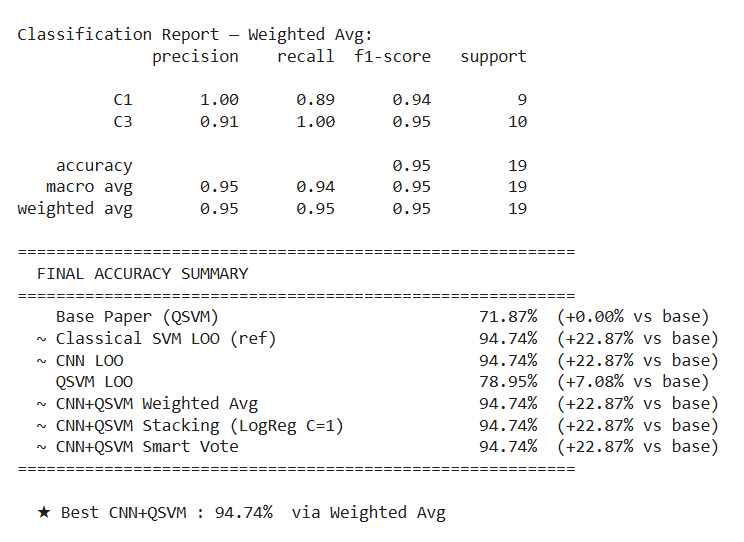 Classification Report — Weighted Avg:
precision recall f1-score support
C1 1.00 0.89 0.94 9
C3 0.91 1.00 0.95 10
accuracy 0.95 19
macro avg 0.95 0.94 0.95 19
weighted avg 0.95 0.95 0.95 19
==========================================================
FINAL ACCURACY SUMMARY
==========================================================
Base Paper (QSVM) 71.87% (+0.00% vs base)
~ Classical SVM LOO (ref) 94.74% (+22.87% vs base)
~ CNN LOO 94.74% (+22.87% vs base)
QSVM LOO 78.95% (+7.08% vs base)
~ CNN+QSVM Weighted Avg 94.74% (+22.87% vs base)
~ CNN+QSVM Stacking (LogReg C=1) 94.74% (+22.87% vs base)
~ CNN+QSVM Smart Vote 94.74% (+22.87% vs base)
==========================================================
★ Best CNN+QSVM : 94.74% via Weighted Avg